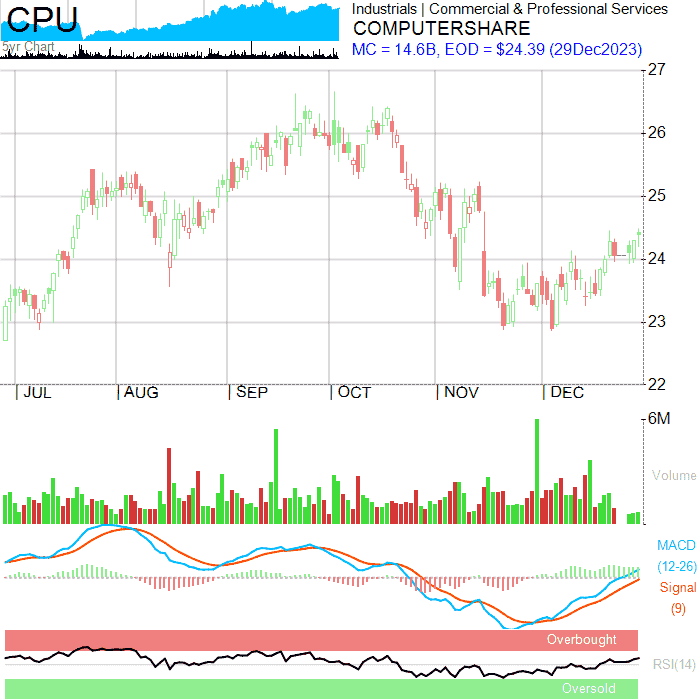 CPU
5yr Chart
Industrials | Commercial & Professional Services
COMPUTERSHARE
MC = 14.6B, EOD = $24.39 (29Dec2023)
27
26
25
24
23
22
| JUL | AUG | SEP | OCT | NOV | DEC
6M
Volume
MACD
(12-26)
Signal
(9)
Overbought
RSI(14)
Oversold